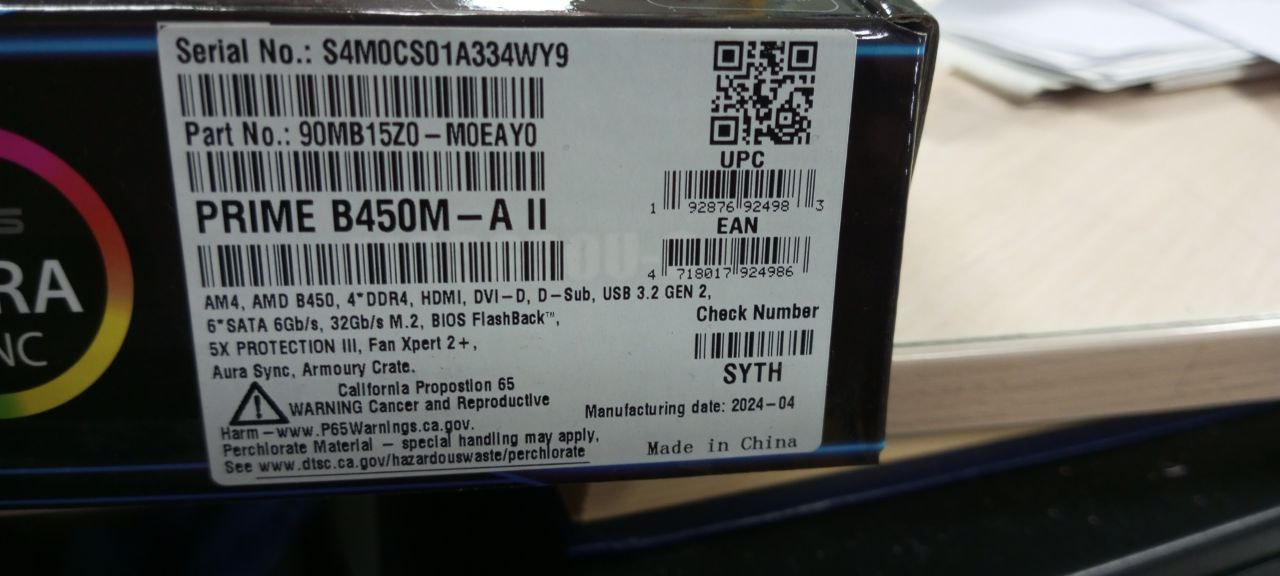 Serial No.: S4M0CS01A334WY9
Part No.: 90MB15Z0-M0EAY0
UPC
1 92876 92498 3
PRIME B450M-A II
EAN
4 718017 924986
AM4, AMD B450, 4*DDR4, HDMI, DVI-D, D-Sub, USB 3.2 GEN 2,
6*SATA 6Gb/s, 32Gb/s M.2, BIOS FlashBack™,
5X PROTECTION III, Fan Xpert 2+,
Aura Sync, Armoury Crate.
Check Number
SYTH
California Propostion 65
WARNING Cancer and Reproductive
Harm-www.P65Warnings.ca.gov.
Perchlorate Material - special handling may apply.
See www.dtsc.ca.gov/hazardouswaste/perchlorate
Manufacturing date: 2024-04
Made in China
RA
NC